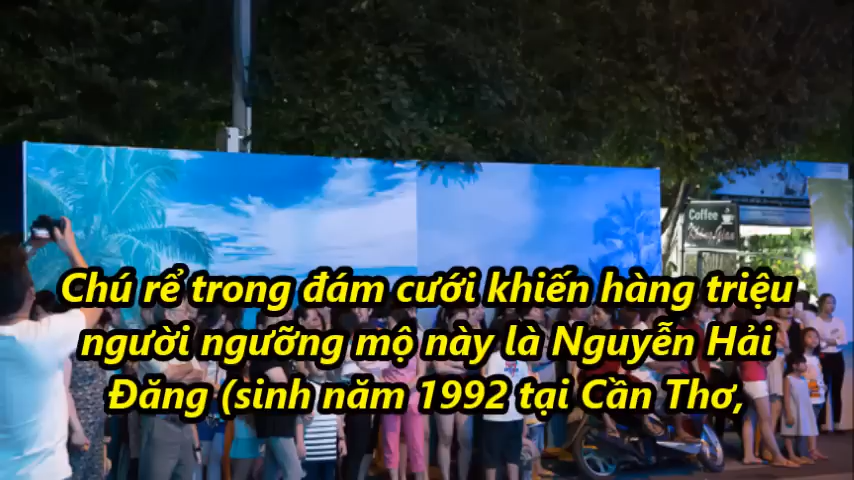 Coffee
Chú rể trong đám cưới khiến hàng triệu
người ngưỡng mộ này là Nguyễn Hải
Đăng (sinh năm 1992 tại Cần Thơ,